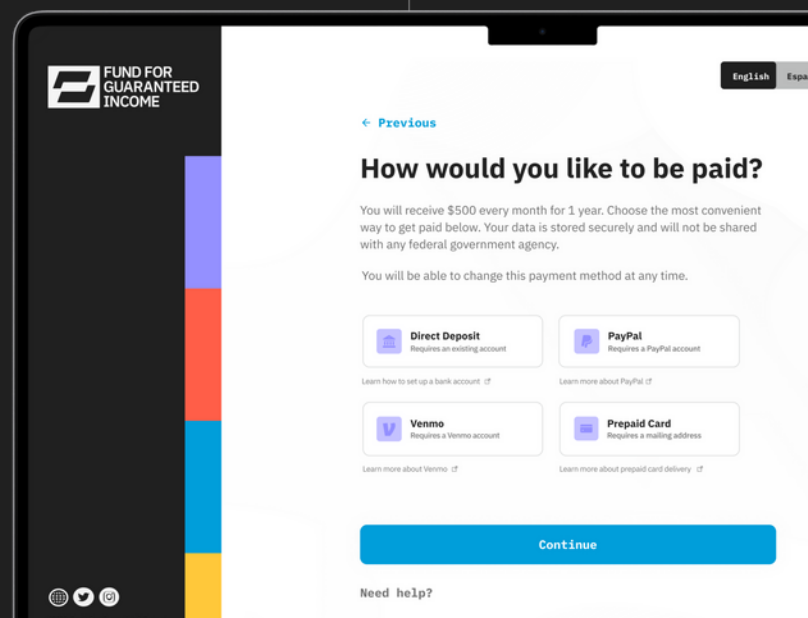 FUND FOR
GUARANTEED
INCOME
English
← Previous
How would you like to be paid?
You will receive $500 every month for 1 year. Choose the most convenient
way to get paid below. Your data is stored securely and will not be shared
with any federal government agency.
You will be able to change this payment method at any time.
Direct Deposit
Requires an existing account
PayPal
Requires a PayPal account
Learn how to set up a bank account
Learn more about PayPal
Venmo
Requires a Venmo account
Prepaid Card
Requires a mailing address
Learn more about Venmo
Learn more about prepaid card delivery
Continue
Need help?